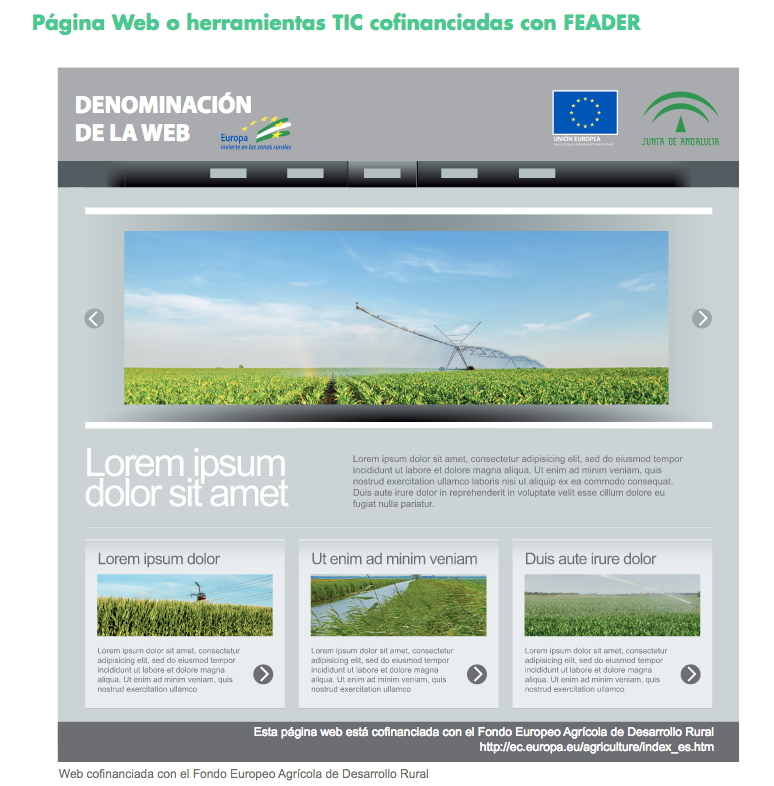 Página Web o herramientas TIC cofinanciadas con FEADER
DENOMINACIÓN
DE LA WEB
Europa
invierte en las zonas rurales
UNIÓN EUROPEA
JUNTA DE ANDALUCIA
Lorem ipsum
dolor sit amet
Lorem ipsum dolor sit amet, consectetur adipisicing elit, sed do eiusmod tempor
incididunt ut labore et dolore magna aliqua. Ut enim ad minim veniam, quis
nostrud exercitation ullamco laboris nisi ut aliquip ex ea commodo consequat.
Duis aute irure dolor in reprehenderit in voluptate velit esse cillum dolore eu
fugiat nulla pariatur.
Lorem ipsum dolor
Lorem ipsum dolor sit amet, consectetur
adipisicing elit, sed do eiusmod tempor
incididunt ut labore et dolore magna
aliqua. Ut enim ad minim veniam, quis
nostrud exercitation ullamco
Ut enim ad minim veniam
Lorem ipsum dolor sit amet, consectetur
adipisicing elit, sed do eiusmod tempor
incididunt ut labore et dolore magna
aliqua. Ut enim ad minim veniam, quis
nostrud exercitation ullamco
Duis aute irure dolor
Lorem ipsum dolor sit amet, consectetur
adipisicing elit, sed do eiusmod tempor
incididunt ut labore et dolore magna
aliqua. Ut enim ad minim veniam, quis
nostrud exercitation ullamco
Esta página web está cofinanciada con el Fondo Europeo Agrícola de Desarrollo Rural
http://ec.europa.eu/agriculture/index_es.htm
Web cofinanciada con el Fondo Europeo Agrícola de Desarrollo Rural